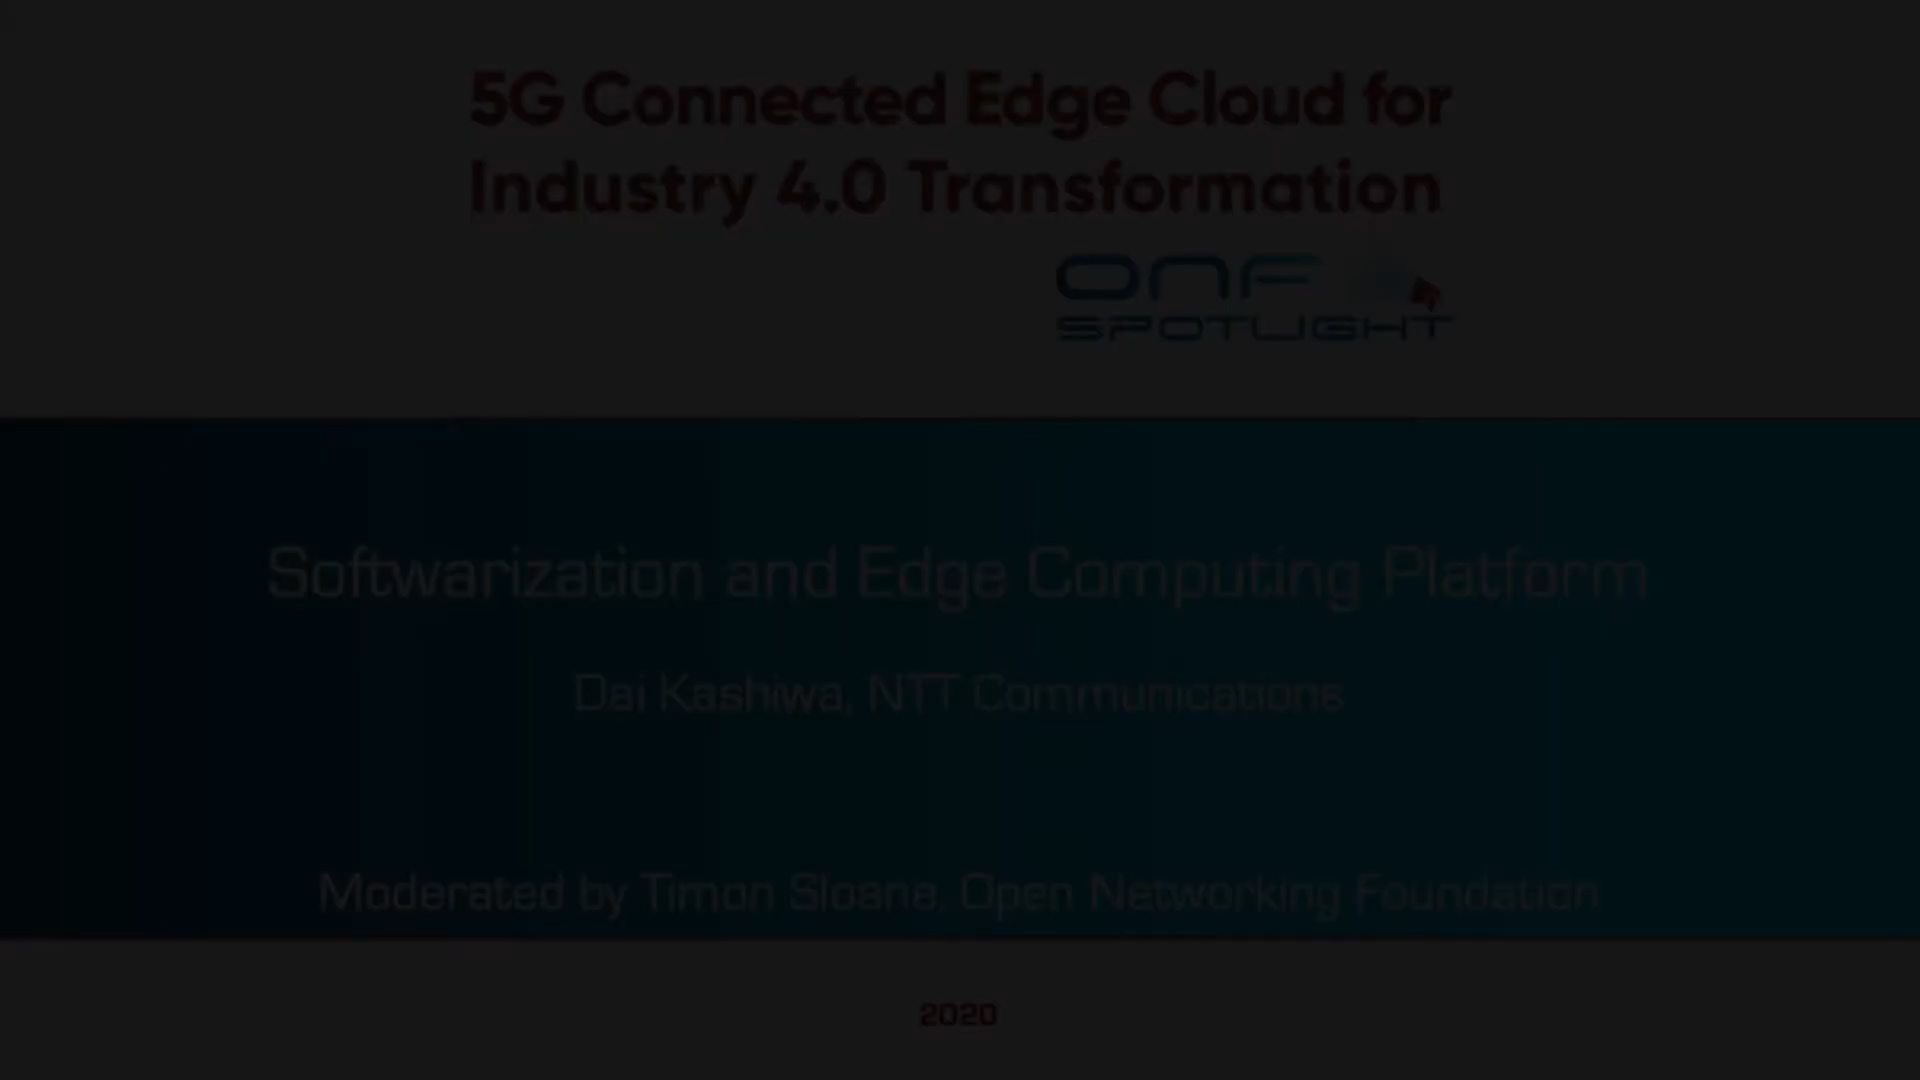 5G Connected Edge Cloud for
Industry 4.0 Transformation
ONF
SPOTLIGHT
Softwarization and Edge Computing Platform
Dai Kashiwa, NTT Communications
Moderated by Timon Sloane, Open Networking Foundation
2020